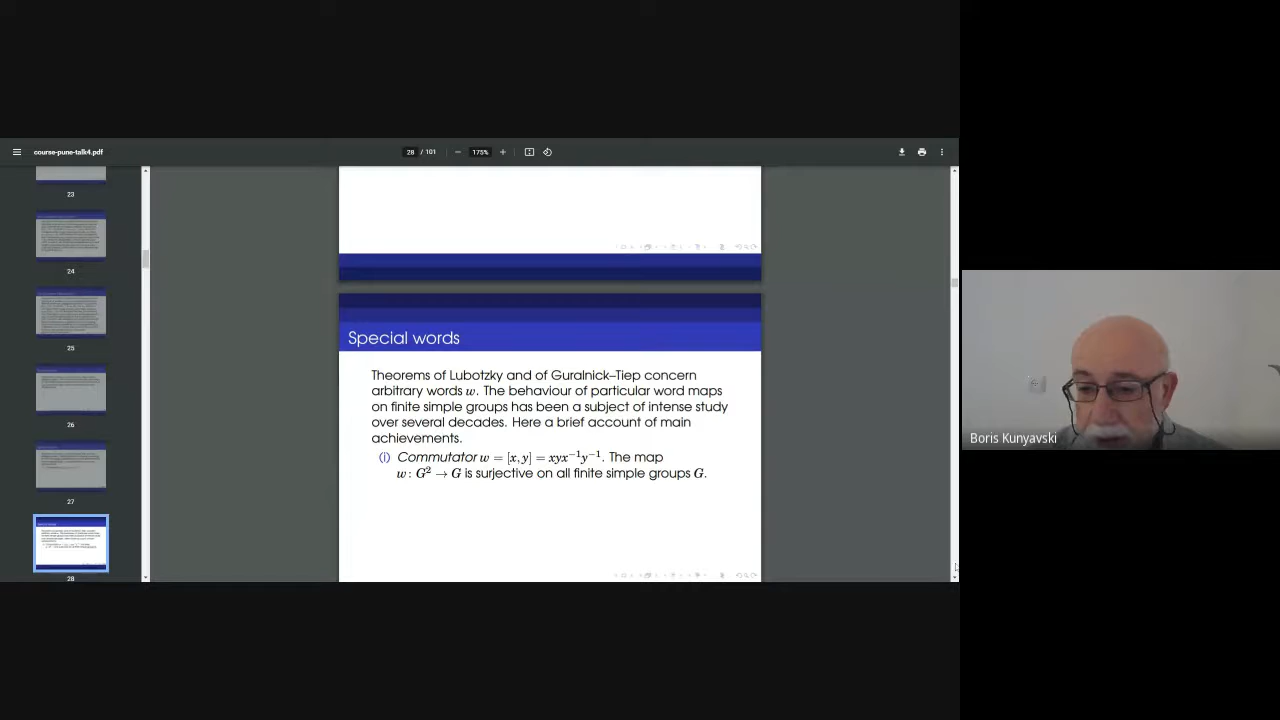 course-pune-talk4.pdf
28 / 101
175%
23
24
25
26
27
28
Special words
Theorems of Lubotzky and of Guralnick–Tiep concern
arbitrary words w. The behaviour of particular word maps
on finite simple groups has been a subject of intense study
over several decades. Here a brief account of main
achievements.
(i) Commutator w = [x, y] = xyx⁻¹y⁻¹. The map
w: G² → G is surjective on all finite simple groups G.
Boris Kunyavski